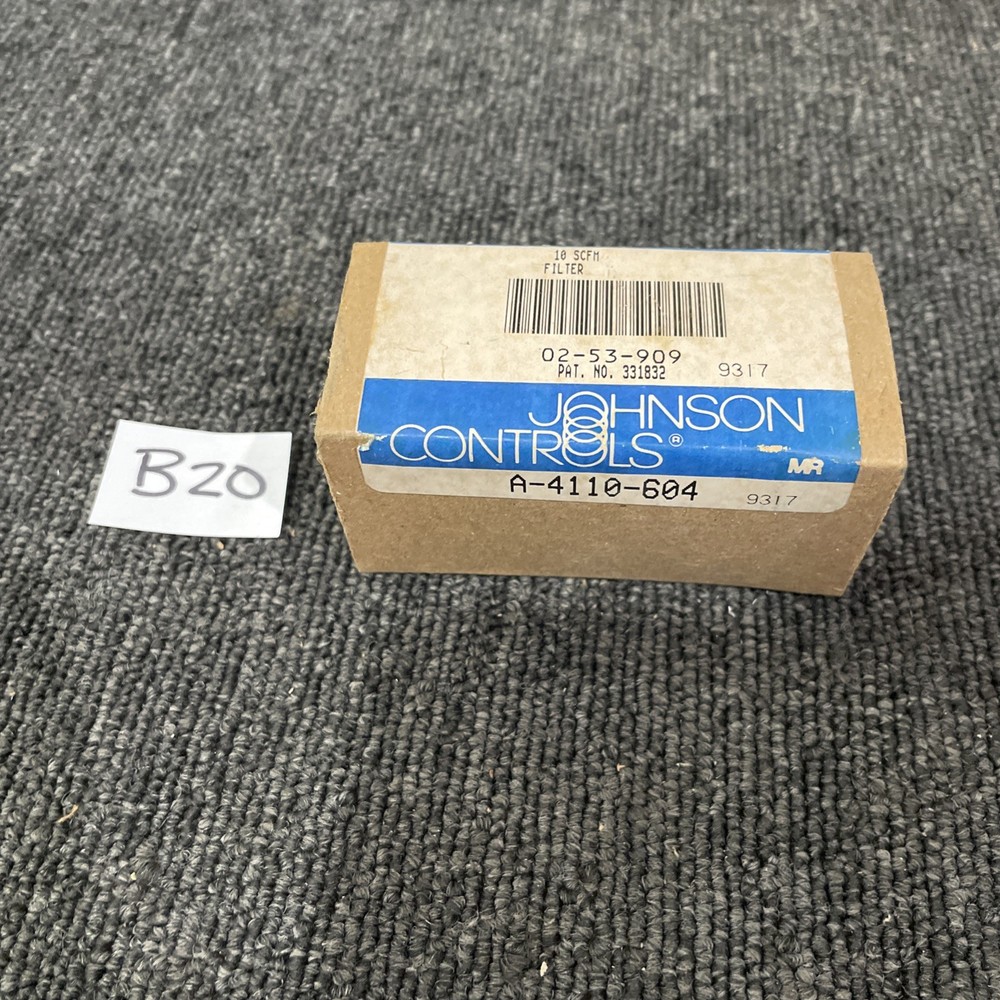 10 SCFM
FILTER
02-53-909
PAT. NO. 331832
9317
JOHNSON
CONTROLS®
MR
A-4110-604
9317
B20